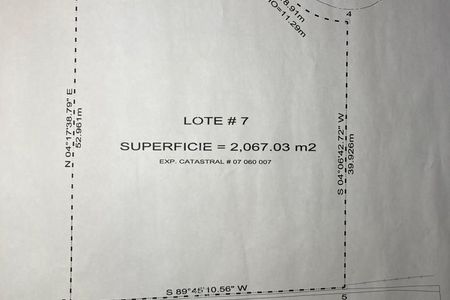 8.91m
O=11.29m
4
N 04°17'38.79" E
52.961m
LOTE # 7
SUPERFICIE = 2,067.03 m2
EXP. CATASTRAL # 07 060 007
S 04°06'42.72" W
39.926m
S 89°45'10.56" W
5